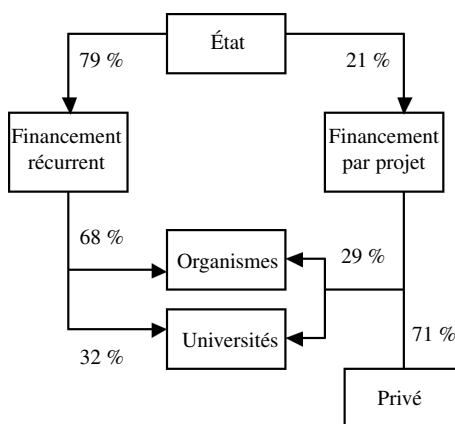 État
79 %
21 %
Financement
récurrent
Financement
par projet
68 %
Organismes
29 %
Universités
32 %
71 %
Privé